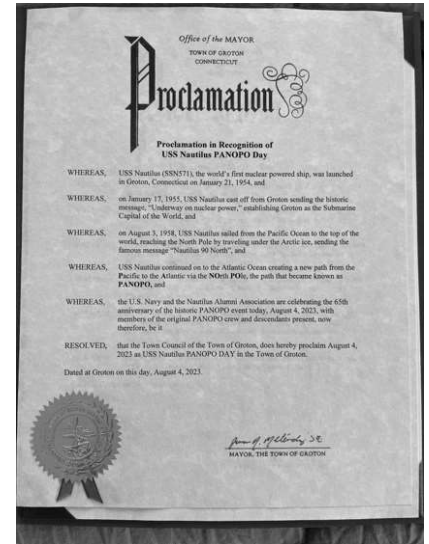 Office of the MAYOR
TOWN OF GROTON
CONNECTICUT
Proclamation
Proclamation in Recognition of
USS Nautilus PANOPO Day
WHEREAS, USS Nautilus (SSN571), the world's first nuclear powered ship, was launched
in Groton, Connecticut on January 21, 1954, and
WHEREAS, on January 17, 1955, USS Nautilus cast off from Groton sending the historic
message, "Underway on nuclear power," establishing Groton as the Submarine
Capital of the World, and
WHEREAS, on August 3, 1958, USS Nautilus sailed from the Pacific Ocean to the top of the
world, reaching the North Pole by traveling under the Arctic ice, sending the
famous message "Nautilus 90 North", and
WHEREAS, USS Nautilus continued on to the Atlantic Ocean creating a new path from the
Pacific to the Atlantic via the NOrth POle, the path that became known as
PANOPO, and
WHEREAS, the U.S. Navy and the Nautilus Alumni Association are celebrating the 65th
anniversary of the historic PANOPO event today, August 4, 2023, with
members of the original PANOPO crew and descendants present, now
therefore, be it
RESOLVED, that the Town Council of the Town of Groton, does hereby proclaim August 4,
2023 as USS Nautilus PANOPO DAY in the Town of Groton.
Dated at Groton on this day, August 4, 2023.
MAYOR, THE TOWN OF GROTON